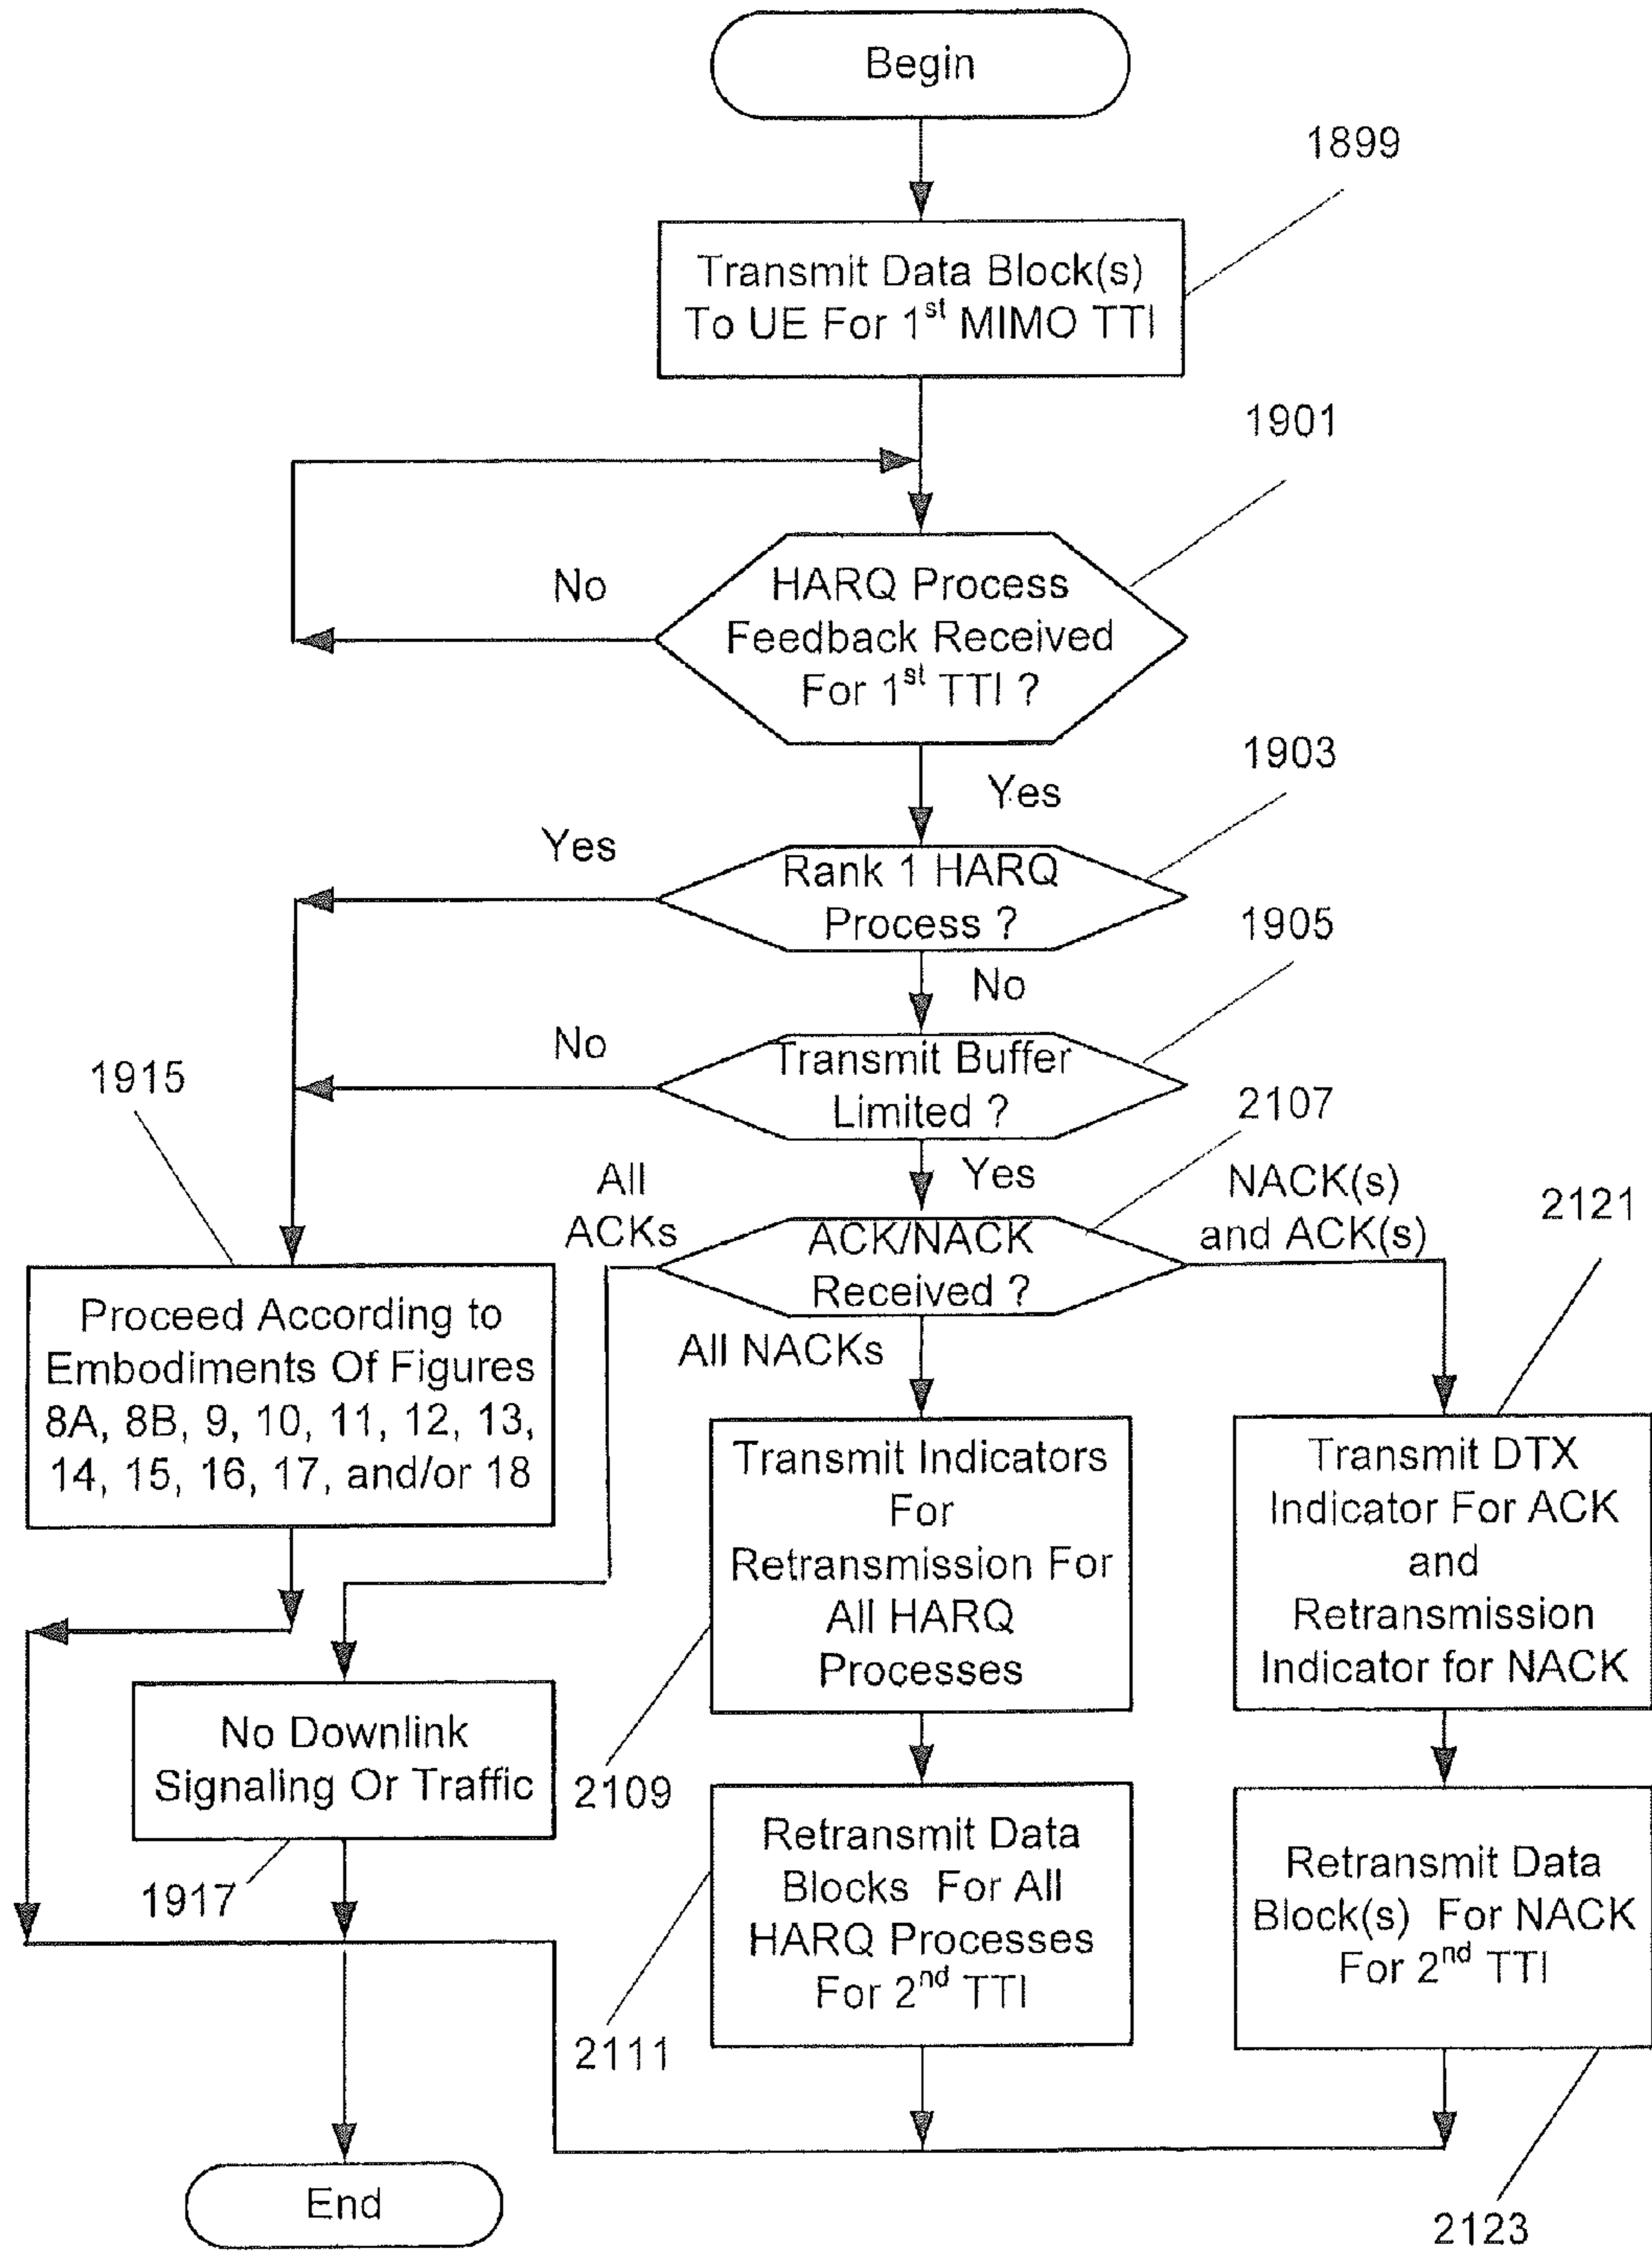 Begin
1899
Transmit Data Block(s)
To UE For 1st MIMO TTI
1901
No
HARQ Process
Feedback Received
For 1st TTI ?
1903
Yes
Yes
Rank 1 HARQ
Process ?
1905
No
No
Transmit Buffer
Limited ?
1915
2107
Yes
All
ACKs
NACK(s)
and ACK(s)
2121
ACK/NACK
Received ?
All NACKs
Proceed According to
Embodiments Of Figures
8A, 8B, 9, 10, 11, 12, 13,
14, 15, 16, 17, and/or 18
Transmit Indicators
For
Retransmission For
All HARQ
Processes
Transmit DTX
Indicator For ACK
and
Retransmission
Indicator for NACK
No Downlink
Signaling Or Traffic
2109
1917
Retransmit Data
Blocks For All
HARQ Processes
For 2nd TTI
Retransmit Data
Block(s) For NACK
For 2nd TTI
2111
End
2123